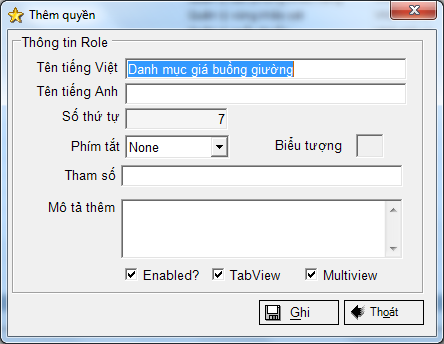 Thêm quyền
Thông tin Role
Tên tiếng Việt Danh mục giá buồng giường
Tên tiếng Anh
Số thứ tự 7
Phím tắt None Biểu tượng
Tham số
Mô tả thêm
Enabled? TabView Multiview
Ghi Thoát